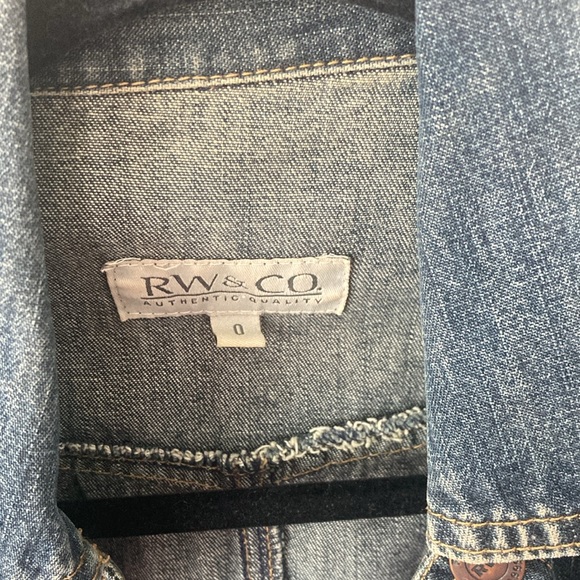 RW & CO.
AUTHENTIC QUALITY
0